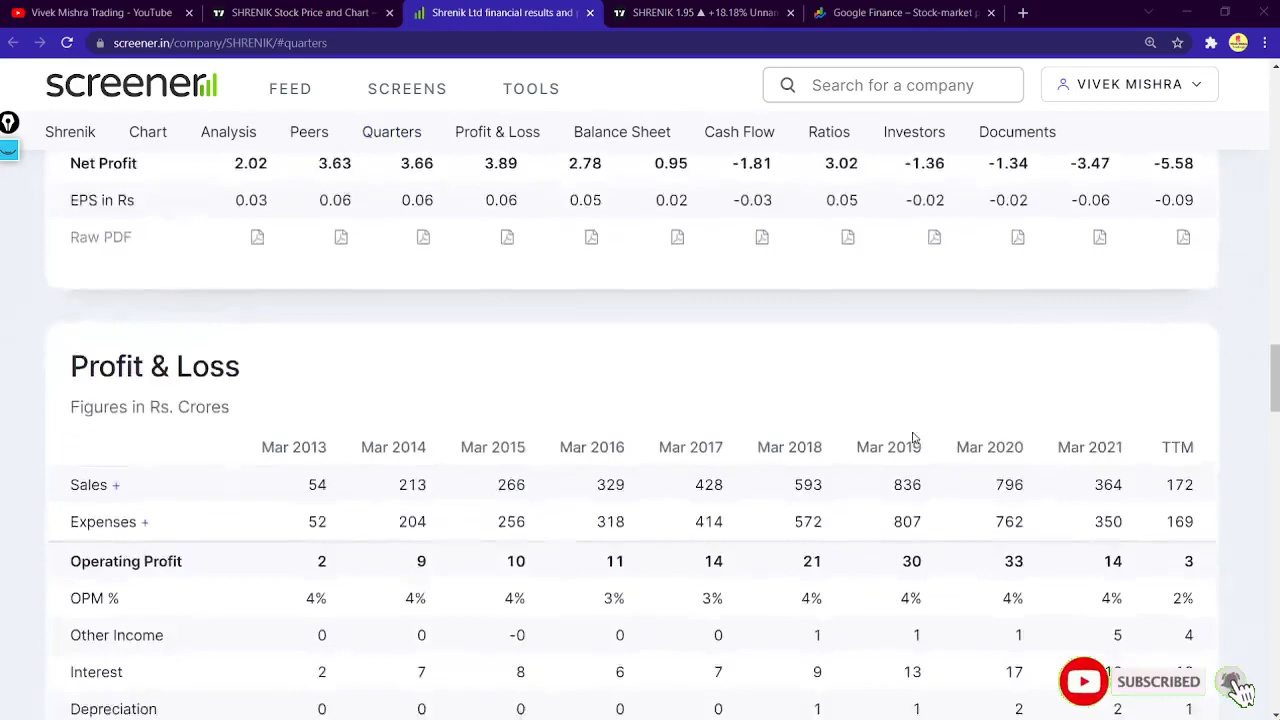 Vivek Mishra Trading - YouTube
SHRENIK Stock Price and Chart —
Shrenik Ltd financial results and p
SHRENIK 1.95 ▲ +18.18% Unnan
Google Finance – Stock-market p
screener.in/company/SHRENIK/#quarters
screener
FEED SCREENS TOOLS
Search for a company
VIVEK MISHRA
Shrenik Chart Analysis Peers Quarters Profit & Loss Balance Sheet Cash Flow Ratios Investors Documents
Net Profit 2.02 3.63 3.66 3.89 2.78 0.95 -1.81 3.02 -1.36 -1.34 -3.47 -5.58
EPS in Rs 0.03 0.06 0.06 0.06 0.05 0.02 -0.03 0.05 -0.02 -0.02 -0.06 -0.09
Raw PDF
Profit & Loss
Figures in Rs. Crores
Mar 2013 Mar 2014 Mar 2015 Mar 2016 Mar 2017 Mar 2018 Mar 2019 Mar 2020 Mar 2021 TTM
Sales + 54 213 266 329 428 593 836 796 364 172
Expenses + 52 204 256 318 414 572 807 762 350 169
Operating Profit 2 9 10 11 14 21 30 33 14 3
OPM % 4% 4% 4% 3% 3% 4% 4% 4% 4% 2%
Other Income 0 0 -0 0 0 1 1 1 5 4
Interest 2 7 8 6 7 9 13 17
SUBSCRIBED
Depreciation 0 0 0 0 0 1 1 2 2 1